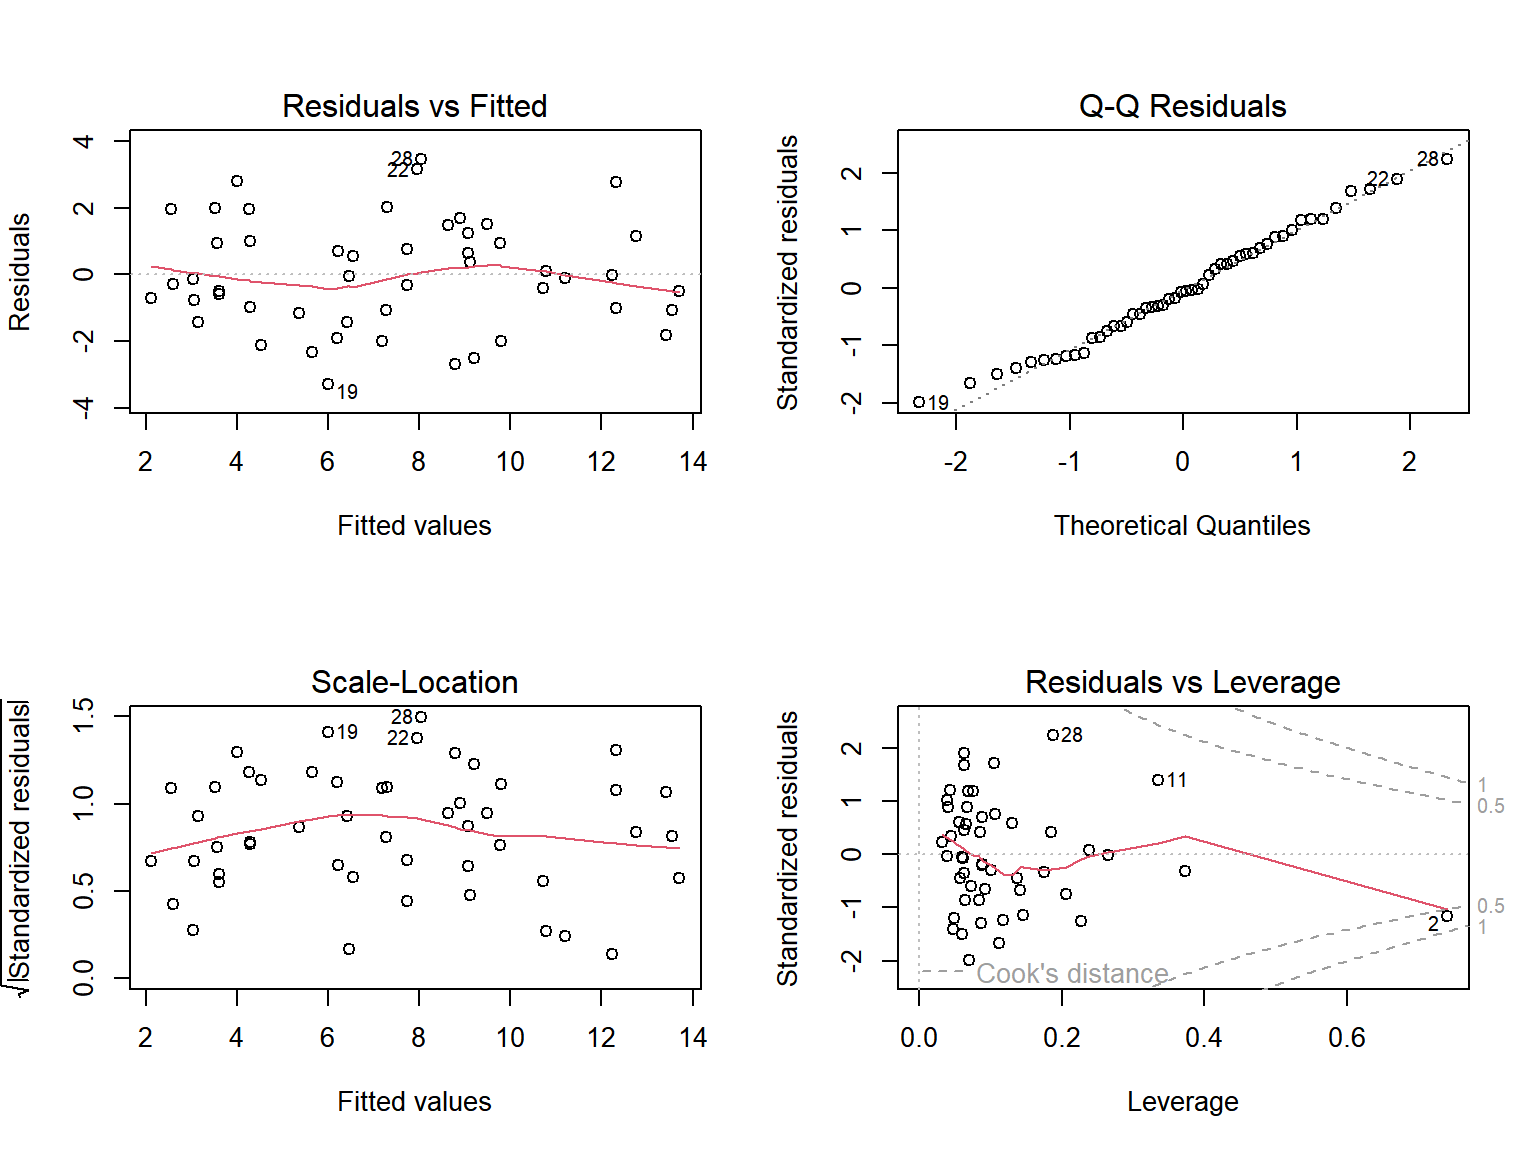 Residuals vs Fitted
Residuals
4
2
0
-2
-4
28
22
19
2 4 6 8 10 12 14
Fitted values
Q-Q Residuals
Standardized residuals
2
1
0
-1
-2
28
22
19
-2 -1 0 1 2
Theoretical Quantiles
Scale-Location
√|Standardized residuals|
1.5
1.0
0.5
0.0
19
28
22
2 4 6 8 10 12 14
Fitted values
Residuals vs Leverage
Standardized residuals
2
1
0
-1
-2
28
11
2
1
0.5
0.5
1
Cook's distance
0.0 0.2 0.4 0.6
Leverage